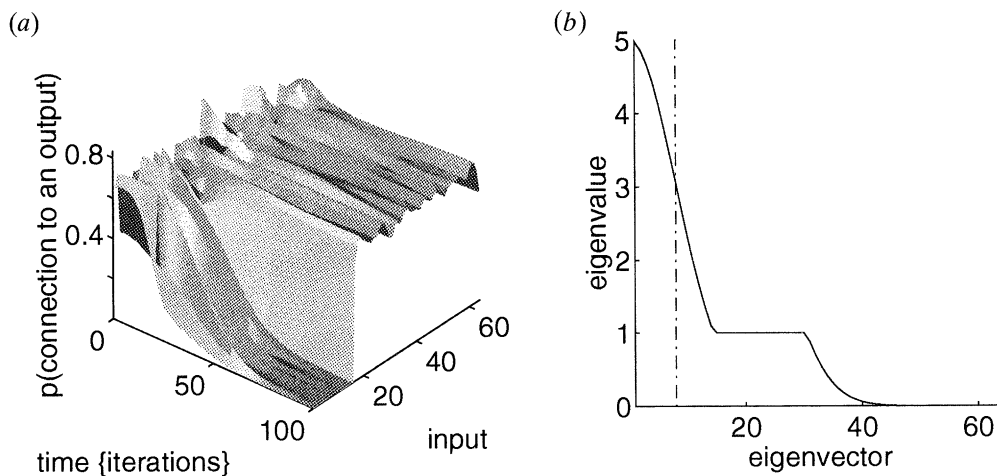 (a)
p(connection to an output)
0.8
0.4
0
50
100
time {iterations}
20
40
60
input
(b)
eigenvalue
5
4
3
2
1
0
20
40
60
eigenvector